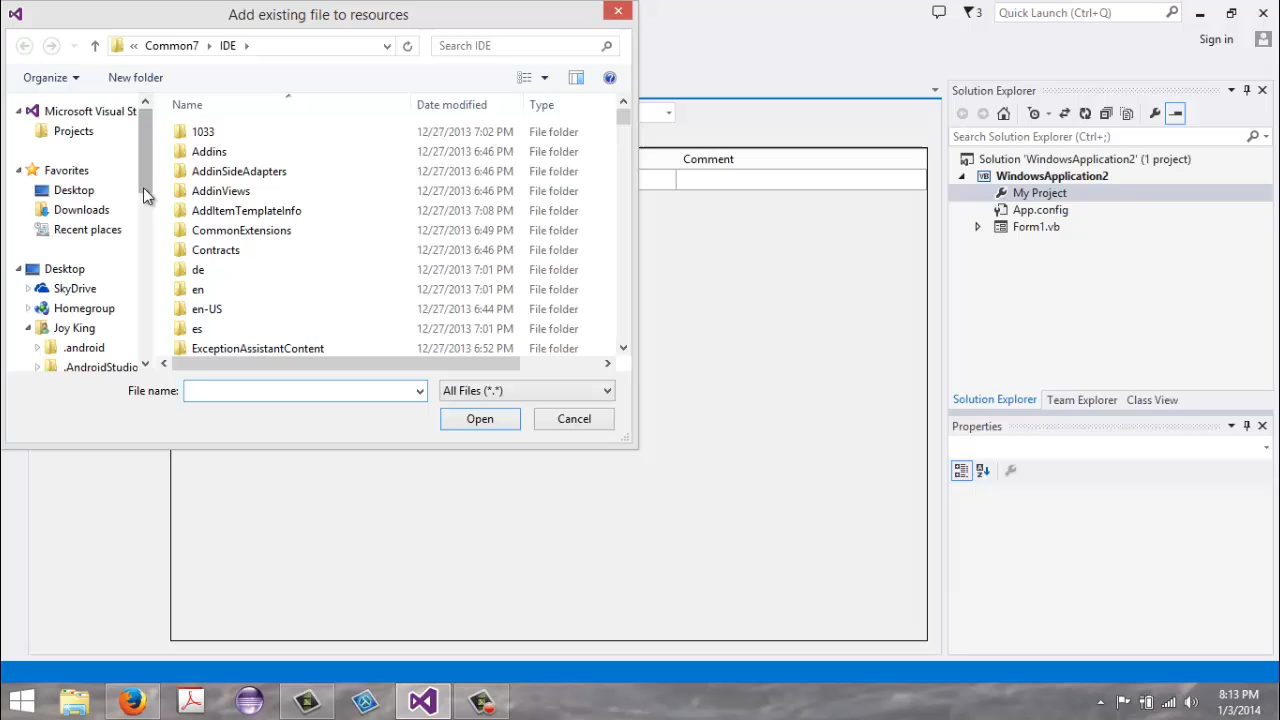 Add existing file to resources
Quick Launch (Ctrl+Q)
3
Sign in
« Common7 IDE
Search IDE
Organize
New folder
Microsoft Visual St
Projects
Favorites
Desktop
Downloads
Recent places
Desktop
SkyDrive
Homegroup
Joy King
.android
.AndroidStudio
Name Date modified Type
1033 12/27/2013 7:02 PM File folder
Addins 12/27/2013 6:46 PM File folder
AddinSideAdapters 12/27/2013 6:46 PM File folder
AddinViews 12/27/2013 6:46 PM File folder
AddItemTemplateInfo 12/27/2013 7:08 PM File folder
CommonExtensions 12/27/2013 6:49 PM File folder
Contracts 12/27/2013 6:46 PM File folder
de 12/27/2013 7:01 PM File folder
en 12/27/2013 7:01 PM File folder
en-US 12/27/2013 6:44 PM File folder
es 12/27/2013 7:01 PM File folder
ExceptionAssistantContent 12/27/2013 6:52 PM File folder
File name:
All Files (*.*)
Open
Cancel
Comment
Solution Explorer
Search Solution Explorer (Ctrl+;)
Solution 'WindowsApplication2' (1 project)
VB WindowsApplication2
My Project
App.config
Form1.vb
Solution Explorer Team Explorer Class View
Properties
8:13 PM
1/3/2014